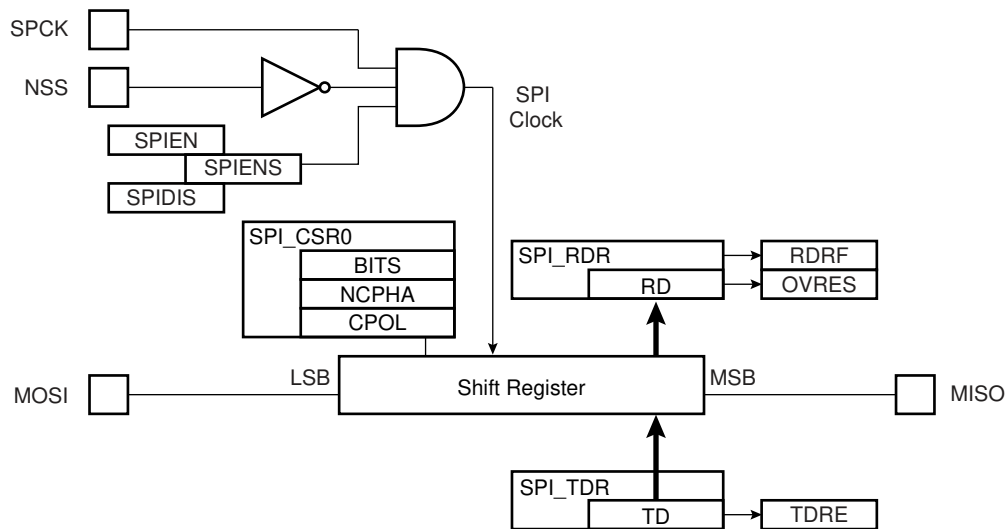 SPCK
NSS
SPI
Clock
SPIEN
SPIENS
SPIDIS
SPI_CSR0
BITS
NCPHA
CPOL
SPI_RDR
RD
RDRF
OVRES
MOSI
LSB
Shift Register
MSB
MISO
SPI_TDR
TD
TDRE